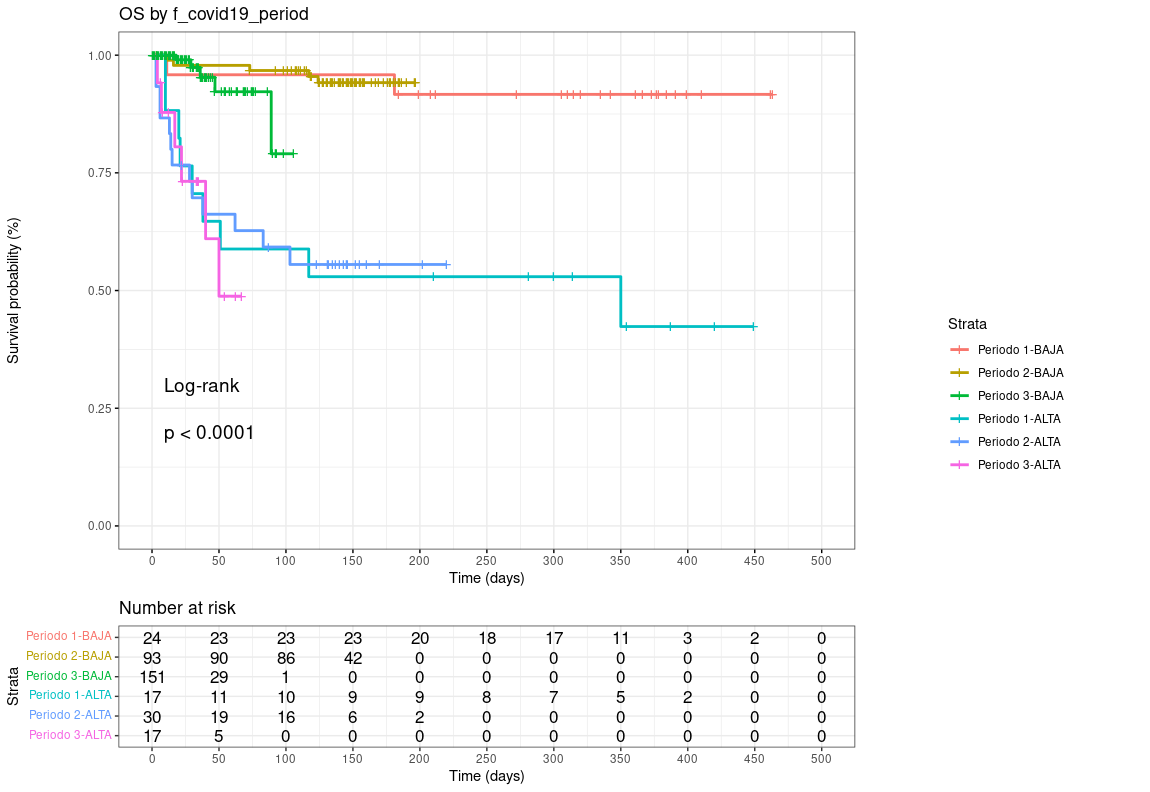 OS by f_covid19_period
Survival probability (%)
1.00
0.75
0.50
0.25
0.00
Log-rank
p < 0.0001
0 50 100 150 200 250 300 350 400 450 500
Time (days)
Strata
Periodo 1-BAJA
Periodo 2-BAJA
Periodo 3-BAJA
Periodo 1-ALTA
Periodo 2-ALTA
Periodo 3-ALTA
Number at risk
Strata
Periodo 1-BAJA 24 23 23 23 20 18 17 11 3 2 0
Periodo 2-BAJA 93 90 86 42 0 0 0 0 0 0 0
Periodo 3-BAJA 151 29 1 0 0 0 0 0 0 0 0
Periodo 1-ALTA 17 11 10 9 9 8 7 5 2 0 0
Periodo 2-ALTA 30 19 16 6 2 0 0 0 0 0 0
Periodo 3-ALTA 17 5 0 0 0 0 0 0 0 0 0
0 50 100 150 200 250 300 350 400 450 500
Time (days)